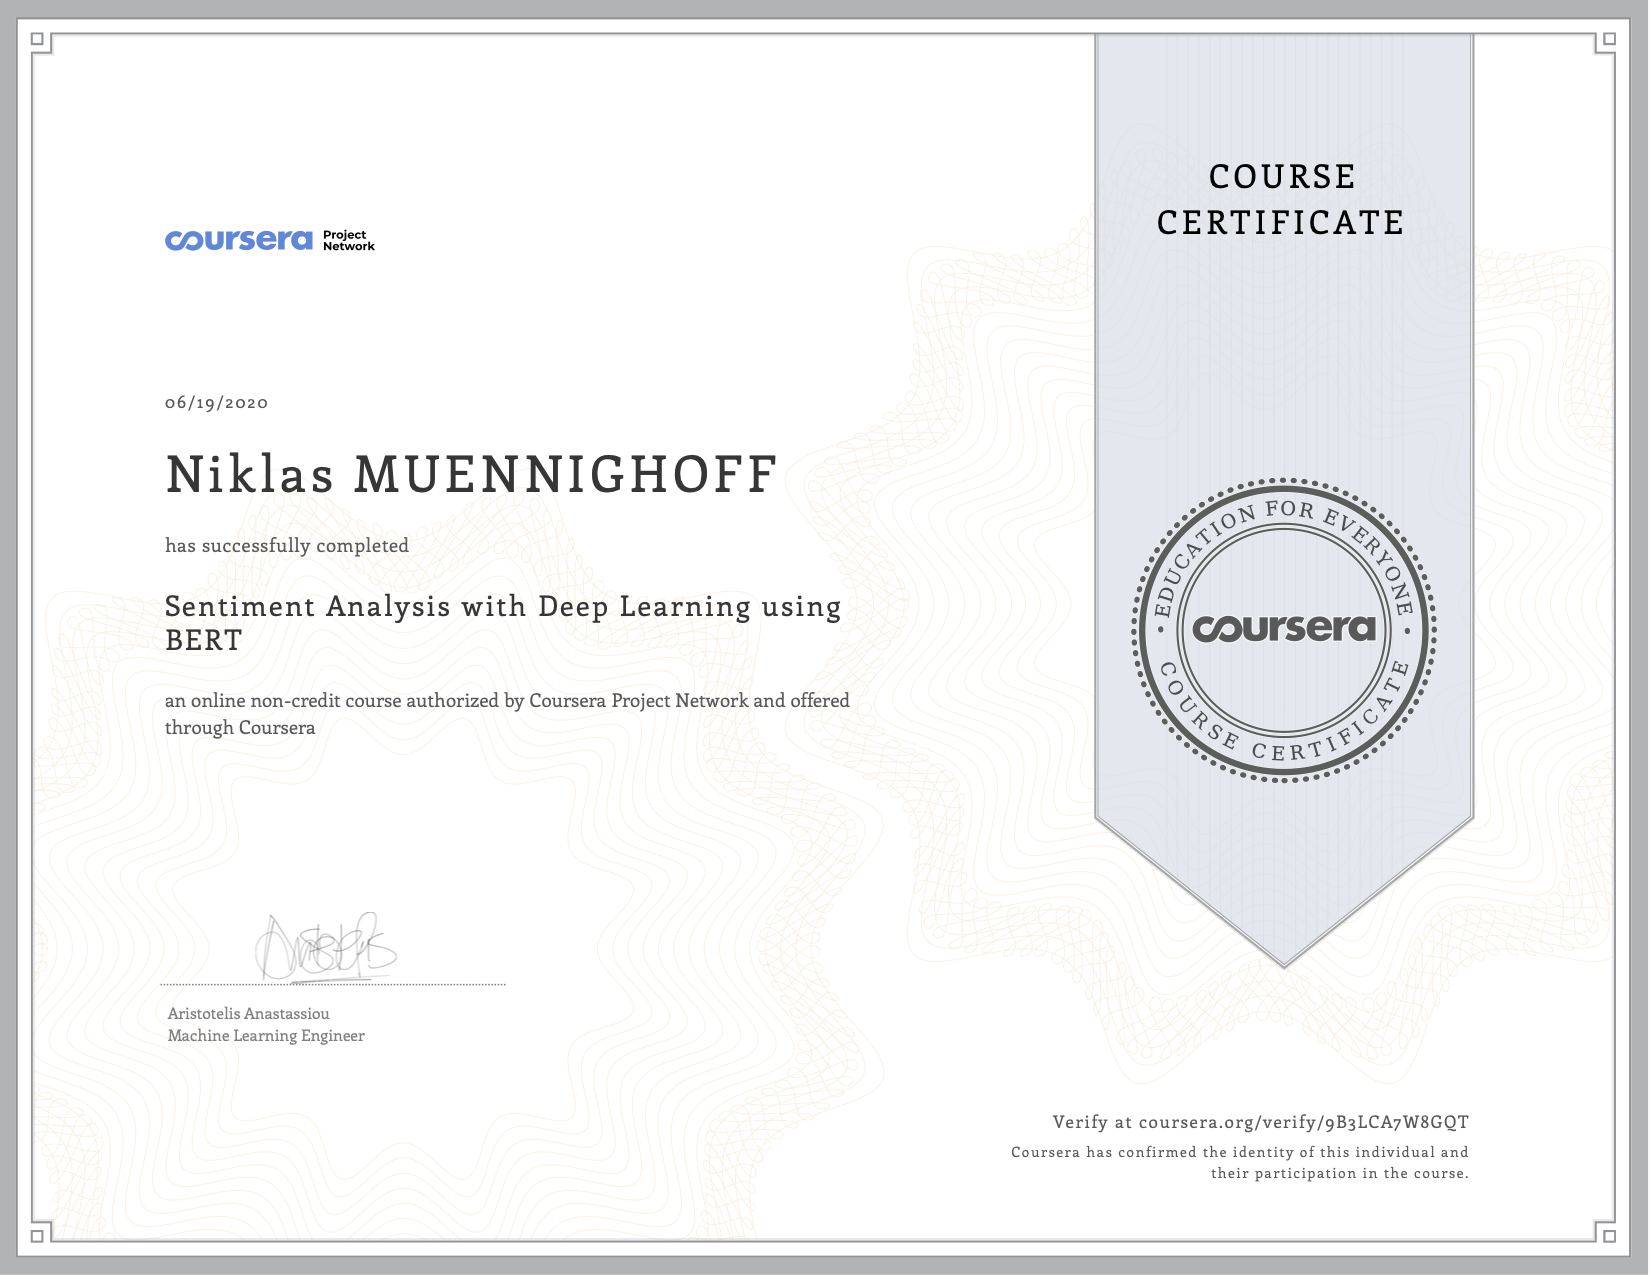 COURSE
CERTIFICATE
coursera Project
Network
06/19/2020
Niklas MUENNIGHOFF
has successfully completed
Sentiment Analysis with Deep Learning using
BERT
an online non-credit course authorized by Coursera Project Network and offered
through Coursera
EDUCATION FOR EVERYONE
coursera
COURSE CERTIFICATE
Aristotelis Anastassiou
Machine Learning Engineer
Verify at coursera.org/verify/9B3LCA7W8GQT
Coursera has confirmed the identity of this individual and
their participation in the course.